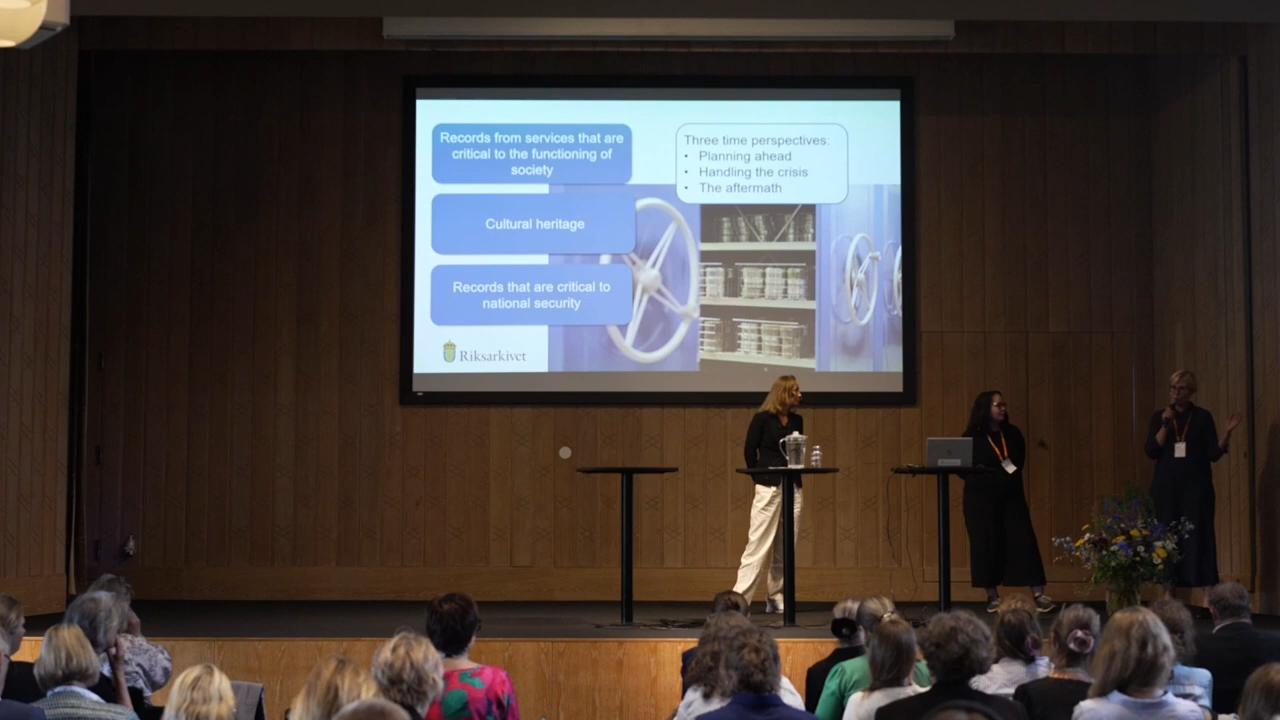 Records from services that are
critical to the functioning of
society
Cultural heritage
Records that are critical to
national security
Riksarkivet
Three time perspectives:
• Planning ahead
• Handling the crisis
• The aftermath